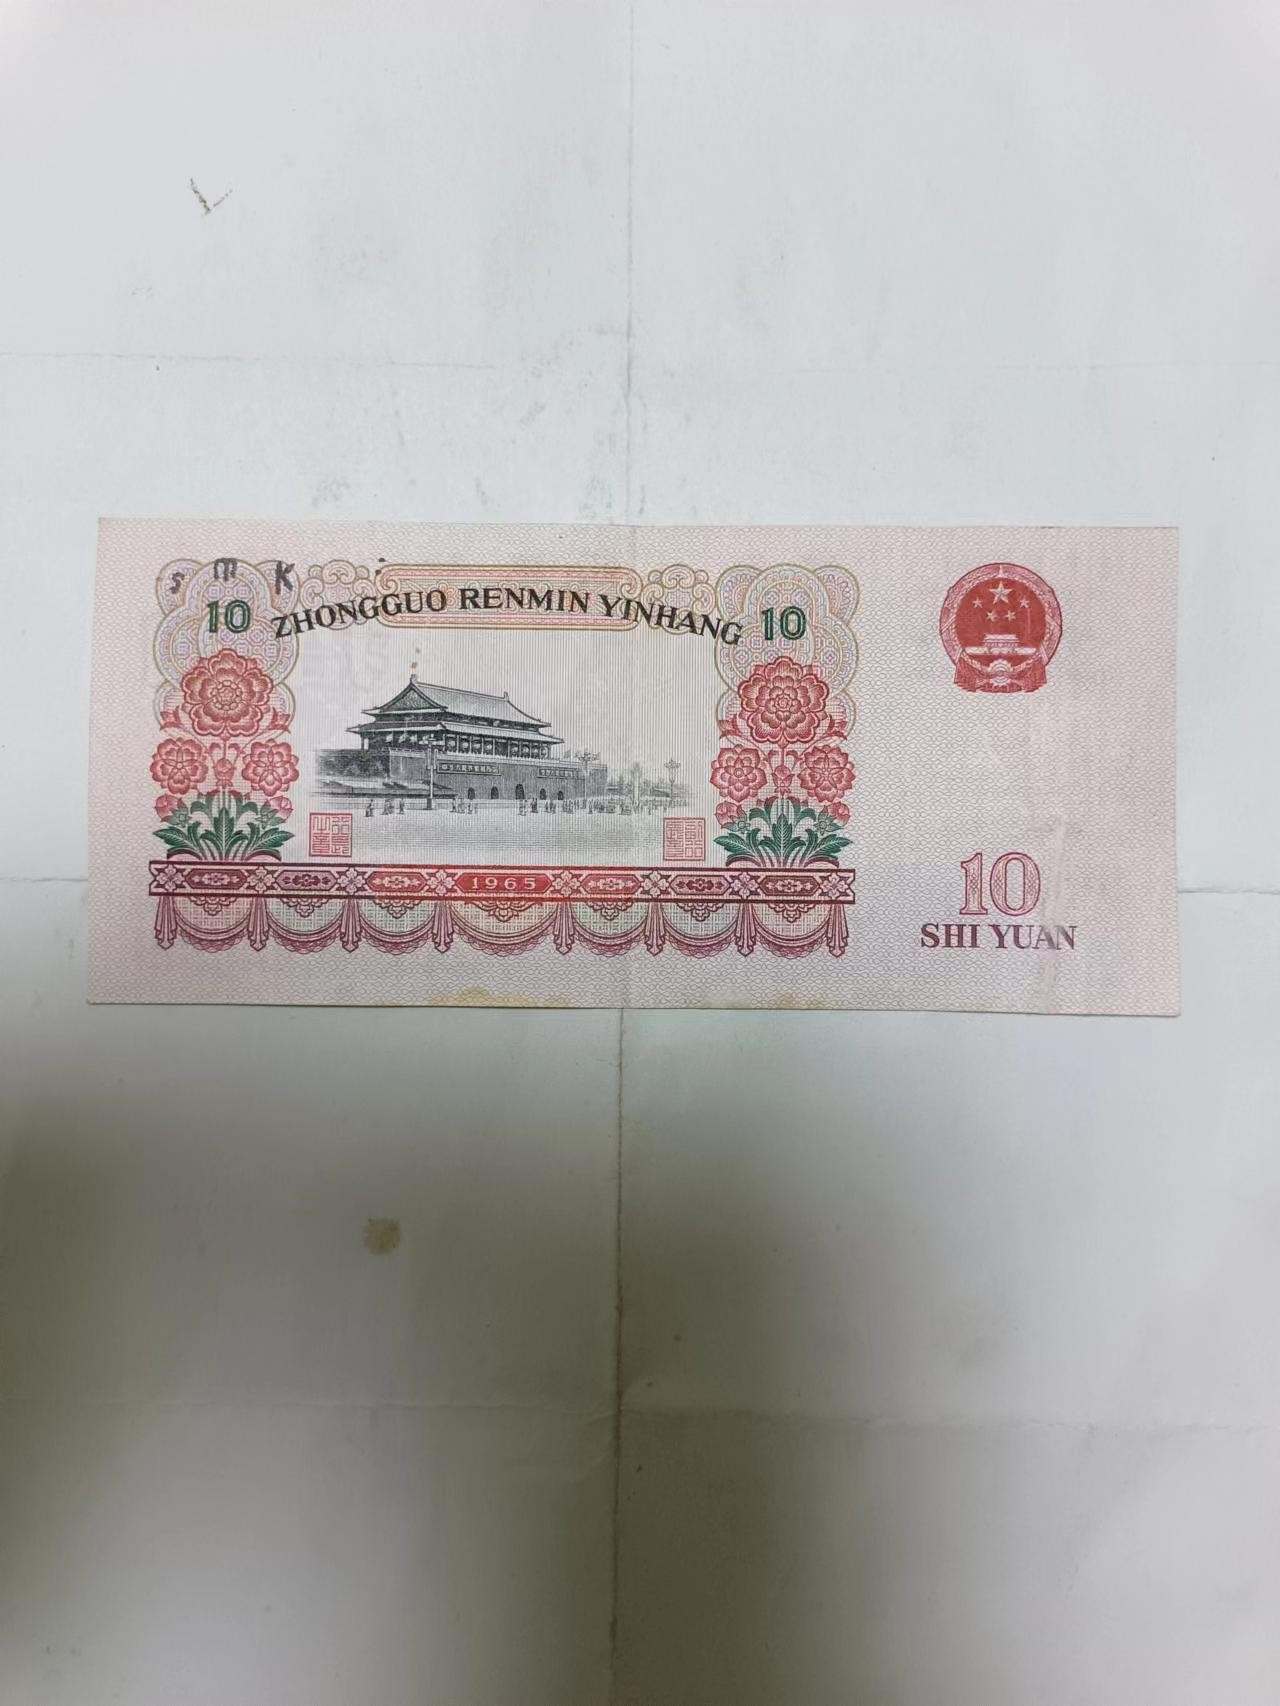 s m K
10 ZHONGGUO RENMIN YINHANG 10
1965
10
SHI YUAN